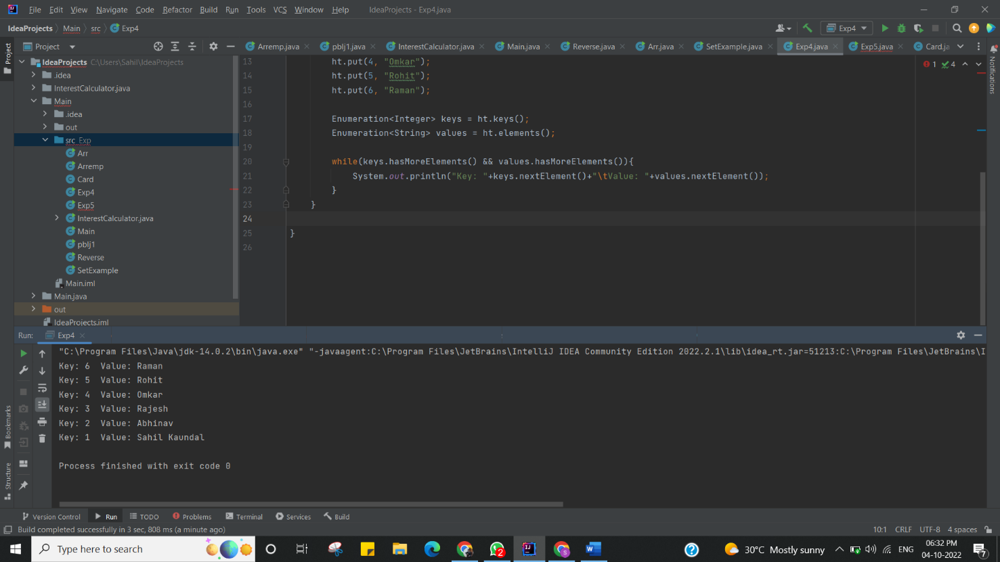 File Edit View Navigate Code Refactor Build Run Tools VCS Window Help IdeaProjects - Exp4.java
IdeaProjects Main src Exp4 Exp4
Project Project Arremp.java pblj1.java InterestCalculator.java Main.java Reverse.java Arr.java SetExample.java Exp4.java Exp5.java Card.ja
Notifications
IdeaProjects C:\Users\Sahil\IdeaProjects
.idea
InterestCalculator.java
Main
.idea
out
src Exp
Arr
Arremp
Card
Exp4
Exp5
InterestCalculator.java
Main
pblj1
Reverse
SetExample
Main.iml
Main.java
out
IdeaProjects.iml
1 4
13 ht.put(4, "Omkar");
14 ht.put(5, "Rohit");
15 ht.put(6, "Raman");
16
17 Enumeration<Integer> keys = ht.keys();
18 Enumeration<String> values = ht.elements();
19
20 while(keys.hasMoreElements() && values.hasMoreElements()){
21 System.out.println("Key: "+keys.nextElement()+"\tValue: "+values.nextElement());
22 }
23 }
24
25 }
26
Run: Exp4
"C:\Program Files\Java\jdk-14.0.2\bin\java.exe" "-javaagent:C:\Program Files\JetBrains\IntelliJ IDEA Community Edition 2022.2.1\lib\idea_rt.jar=51213:C:\Program Files\JetBrains\I
Key: 6 Value: Raman
Key: 5 Value: Rohit
Key: 4 Value: Omkar
Key: 3 Value: Rajesh
Key: 2 Value: Abhinav
Key: 1 Value: Sahil Kaundal
Process finished with exit code 0
Bookmarks
Structure
Version Control Run TODO Problems Terminal Services Build
Build completed successfully in 3 sec, 808 ms (a minute ago) 10:1 CRLF UTF-8 4 spaces
Type here to search 2 30°C Mostly sunny ENG 06:32 PM
04-10-2022 7